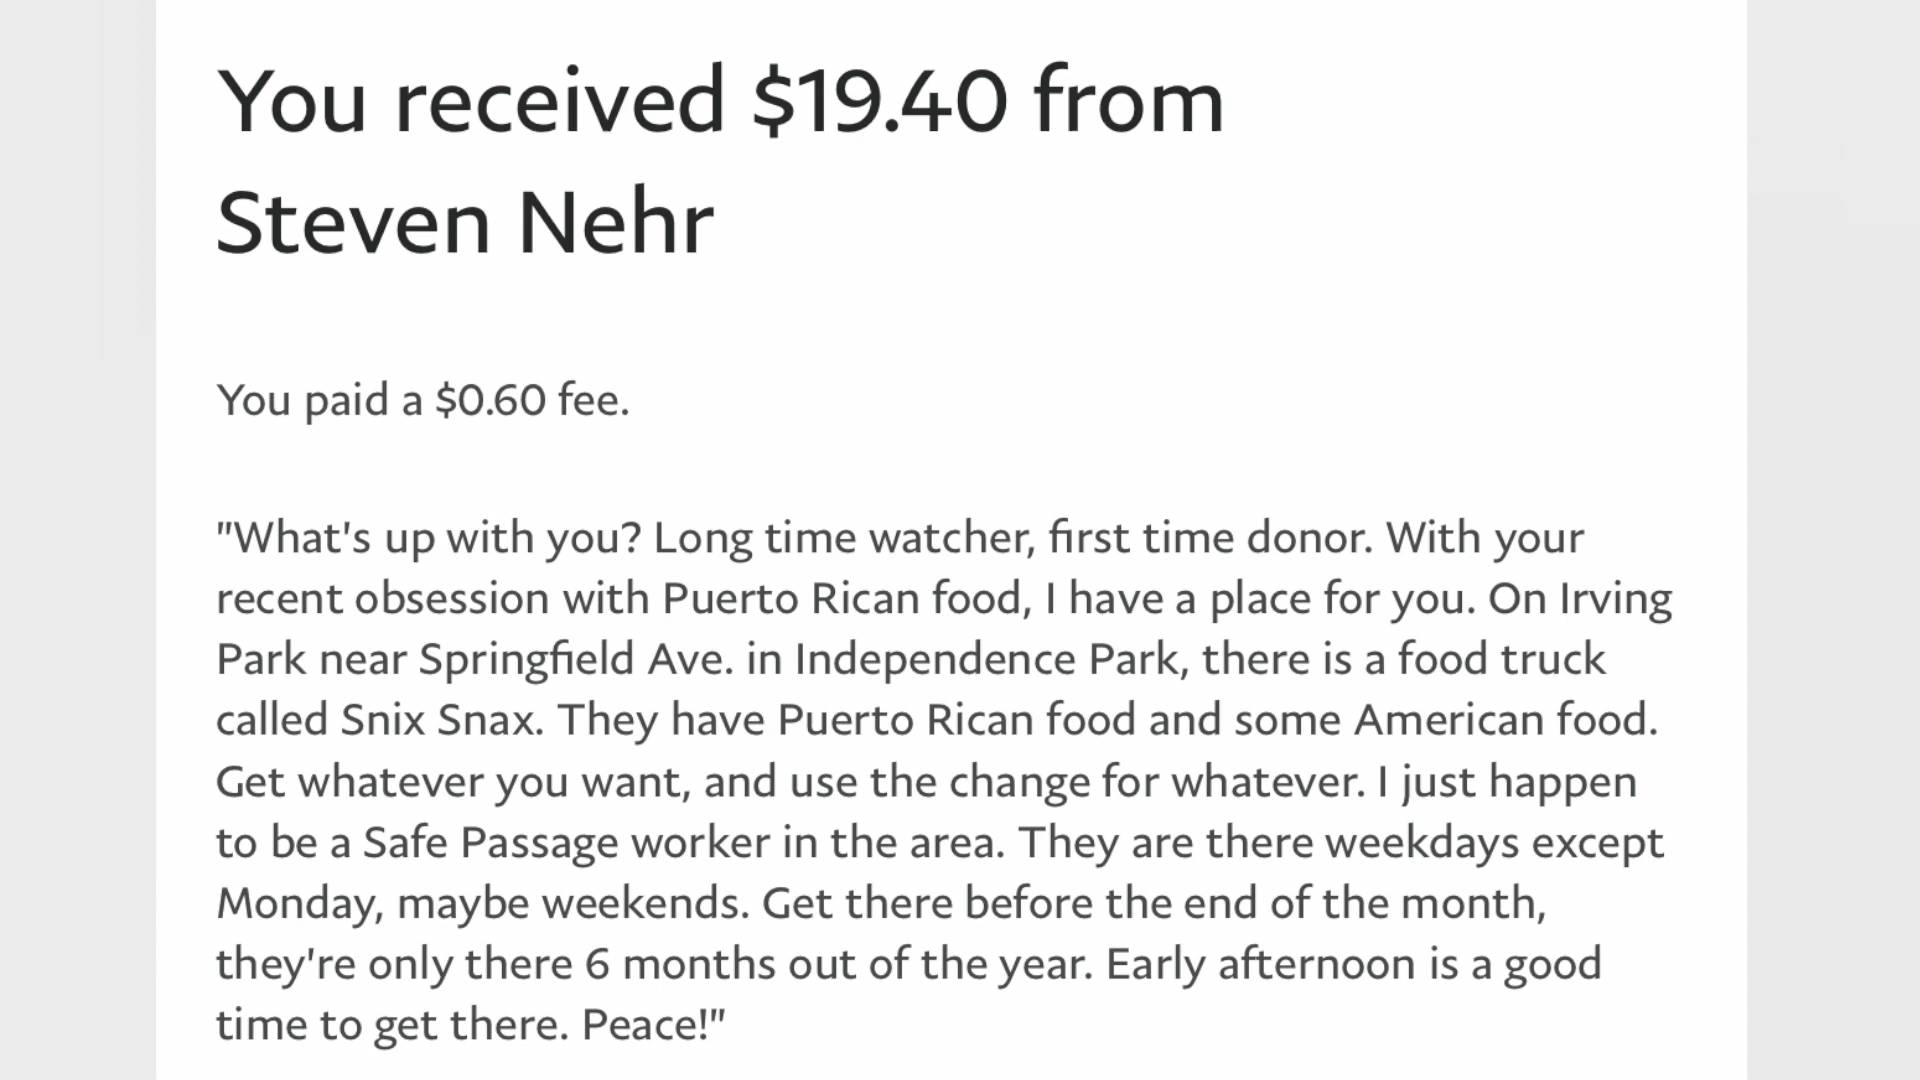 You received $19.40 from
Steven Nehr
You paid a $0.60 fee.
"What's up with you? Long time watcher, first time donor. With your
recent obsession with Puerto Rican food, I have a place for you. On Irving
Park near Springfield Ave. in Independence Park, there is a food truck
called Snix Snax. They have Puerto Rican food and some American food.
Get whatever you want, and use the change for whatever. I just happen
to be a Safe Passage worker in the area. They are there weekdays except
Monday, maybe weekends. Get there before the end of the month,
they're only there 6 months out of the year. Early afternoon is a good
time to get there. Peace!"